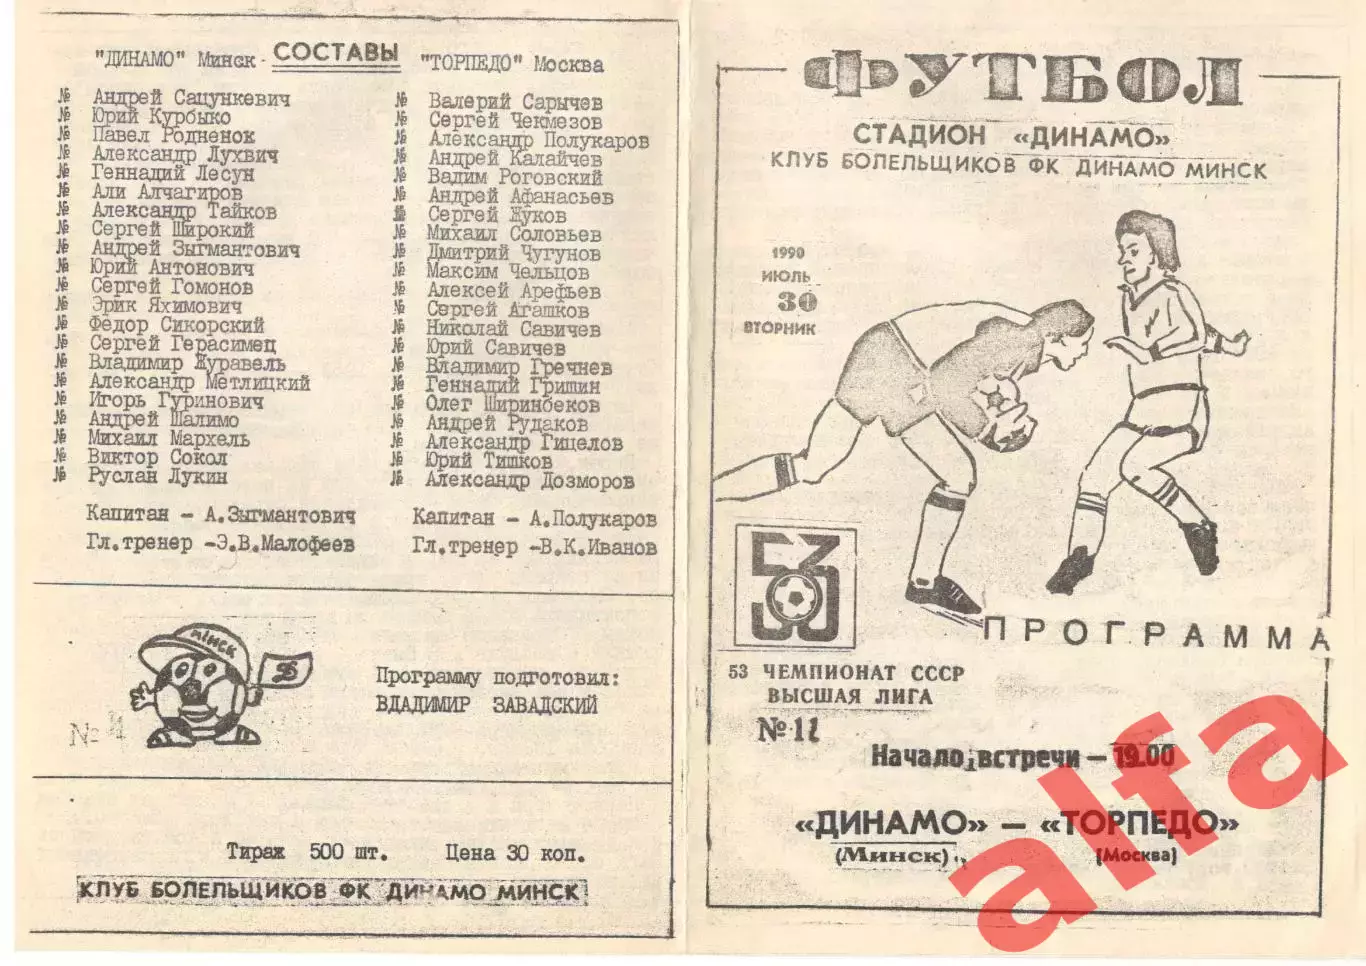 СОСТАВЫ
"ДИНАМО" Минск
№ Андрей Сацункевич
№ Юрий Курбыко
№ Павел Родненок
№ Александр Лухвич
№ Геннадий Лесун
№ Али Алчагиров
№ Александр Тайков
№ Сергей Широкий
№ Андрей Зыгмантович
№ Юрий Антонович
№ Сергей Гомонов
№ Эрик Яхимович
№ Федор Сикорский
№ Сергей Герасимец
№ Владимир Журавель
№ Александр Метлицкий
№ Игорь Гуринович
№ Андрей Шалимо
№ Михаил Мархель
№ Виктор Сокол
№ Руслан Лукин
Капитан - А.Зыгмантович
Гл.тренер -Э.В.Малофеев
"ТОРПЕДО" Москва
№ Валерий Сарычев
№ Сергей Чекмезов
№ Александр Полукаров
№ Андрей Калайчев
№ Вадим Роговский
№ Андрей Афанасьев
№ Сергей Жуков
№ Михаил Соловьев
№ Дмитрий Чугунов
№ Максим Чельцов
№ Алексей Арефьев
№ Сергей Агашков
№ Николай Савичев
№ Юрий Савичев
№ Владимир Гречнев
№ Геннадий Гришин
№ Олег Ширинбеков
№ Андрей Рудаков
№ Александр Гицелов
№ Юрий Тишков
№ Александр Дозморов
Капитан - А.Полукаров
Гл.тренер -В.К.Иванов
МІНСК
№
Программу подготовил:
ВЛАДИМИР ЗАВАДСКИЙ
Тираж 500 шт. Цена 30 коп.
КЛУБ БОЛЕЛЬЩИКОВ ФК ДИНАМО МИНСК
ФУТБОЛ
СТАДИОН «ДИНАМО»
КЛУБ БОЛЕЛЬЩИКОВ ФК ДИНАМО МИНСК
1990
ИЮЛЬ
30
ВТОРНИК
53
ПРОГРАММА
53 ЧЕМПИОНАТ СССР
ВЫСШАЯ ЛИГА
№11
Начало встречи - 19.00
«ДИНАМО» — «ТОРПЕДО»
(Минск) (Москва)
alfa